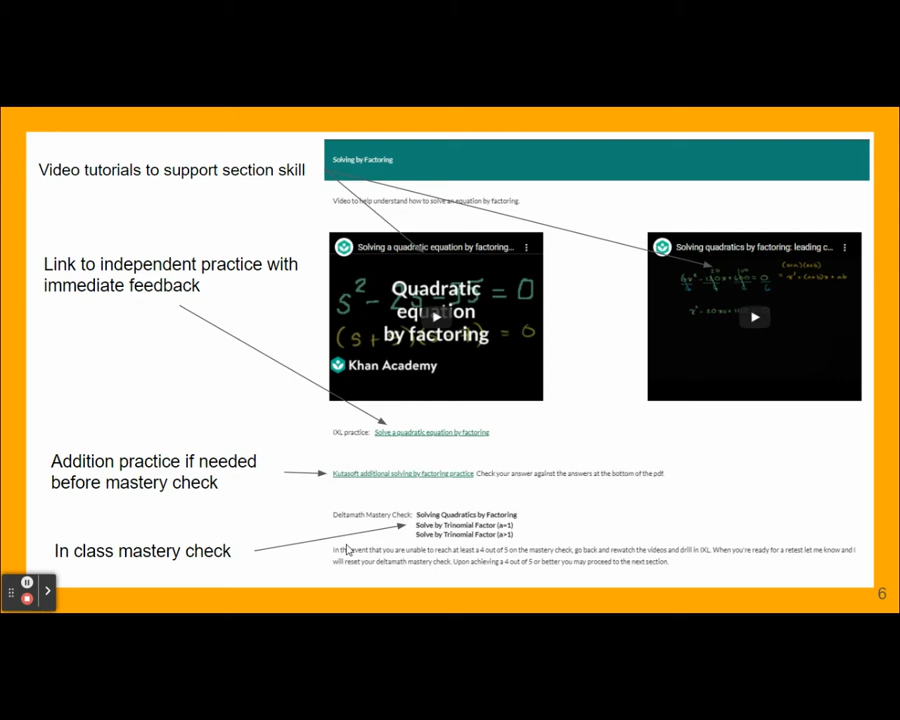 Video tutorials to support section skill
Solving by Factoring
Video to help understand how to solve an equation by factoring.
Link to independent practice with
immediate feedback
Solving a quadratic equation by factoring...
Quadratic
equation
by factoring
Khan Academy
Solving quadratics by factoring: leading c...
IXL practice: Solve a quadratic equation by factoring
Addition practice if needed
before mastery check
Kutasoft additional solving by factoring practice Check your answer against the answers at the bottom of the pdf.
In class mastery check
Deltamath Mastery Check: Solving Quadratics by Factoring
Solve by Trinomial Factor (a=1)
Solve by Trinomial Factor (a>1)
In the event that you are unable to reach at least a 4 out of 5 on the mastery check, go back and rewatch the videos and drill in IXL. When you're ready for a retest let me know and I
will reset your deltamath mastery check. Upon achieving a 4 out of 5 or better you may proceed to the next section.
6